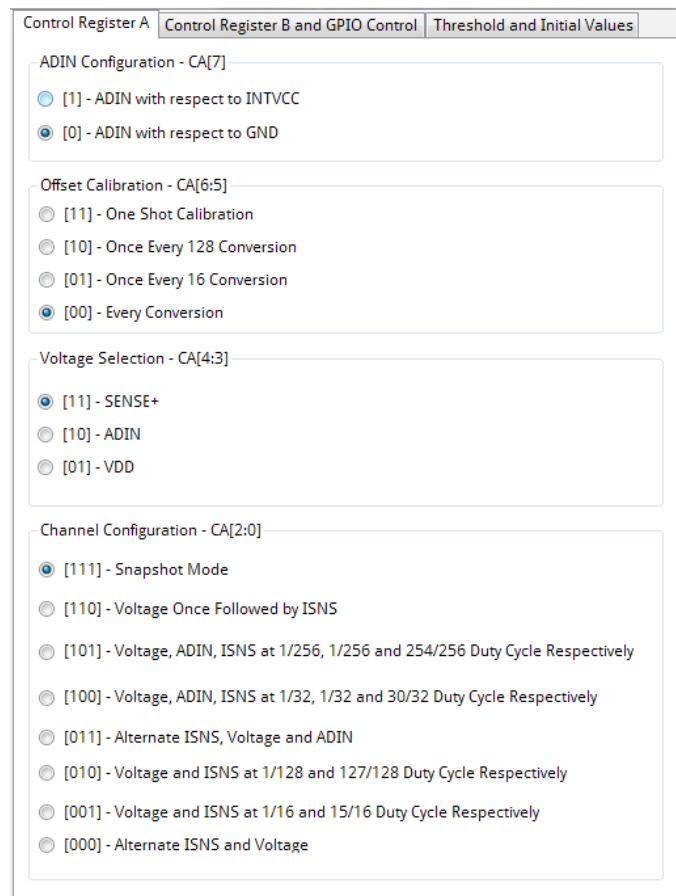 Control Register A
Control Register B and GPIO Control
Threshold and Initial Values
ADIN Configuration - CA[7]
[1] - ADIN with respect to INTVCC
[0] - ADIN with respect to GND
Offset Calibration - CA[6:5]
[11] - One Shot Calibration
[10] - Once Every 128 Conversion
[01] - Once Every 16 Conversion
[00] - Every Conversion
Voltage Selection - CA[4:3]
[11] - SENSE+
[10] - ADIN
[01] - VDD
Channel Configuration - CA[2:0]
[111] - Snapshot Mode
[110] - Voltage Once Followed by ISNS
[101] - Voltage, ADIN, ISNS at 1/256, 1/256 and 254/256 Duty Cycle Respectively
[100] - Voltage, ADIN, ISNS at 1/32, 1/32 and 30/32 Duty Cycle Respectively
[011] - Alternate ISNS, Voltage and ADIN
[010] - Voltage and ISNS at 1/128 and 127/128 Duty Cycle Respectively
[001] - Voltage and ISNS at 1/16 and 15/16 Duty Cycle Respectively
[000] - Alternate ISNS and Voltage